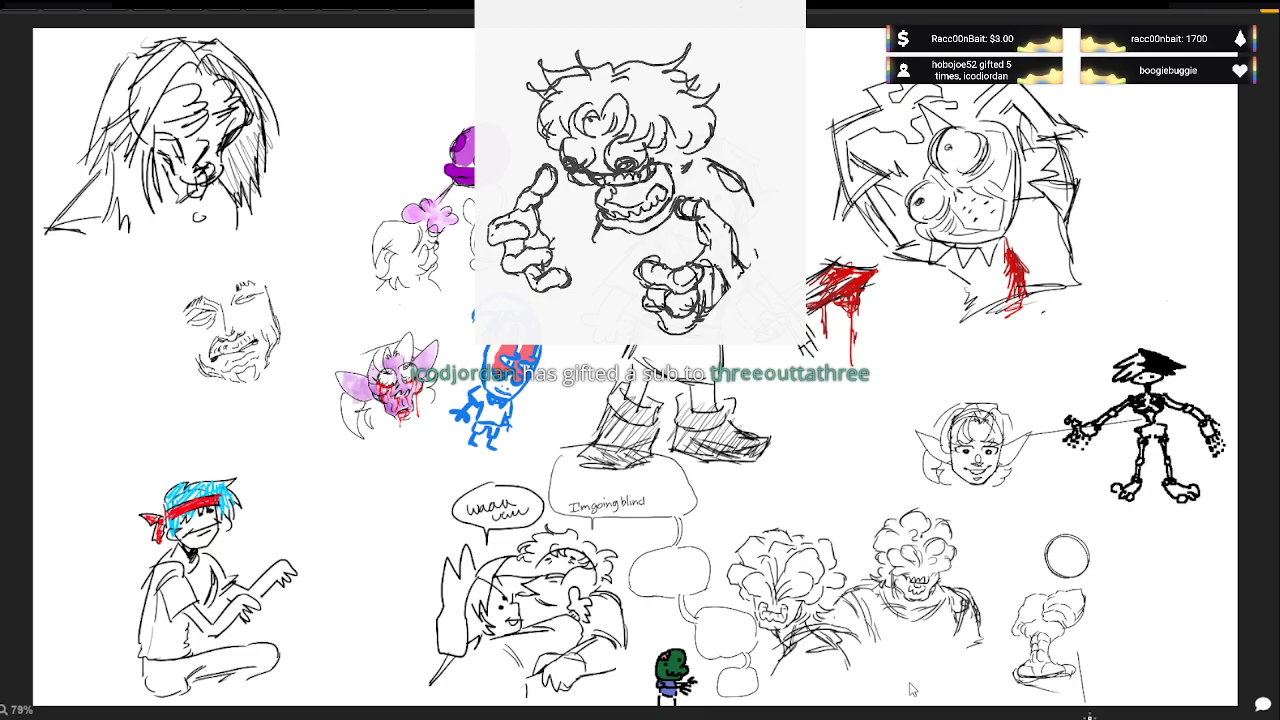 Racc00nBait: $3.00
racc00nbait: 1700
hobojoe52 gifted 5
times, icodjordan
boogiebuggie
icodjordan has gifted a sub to threeouttathree
I'm going blind
79%